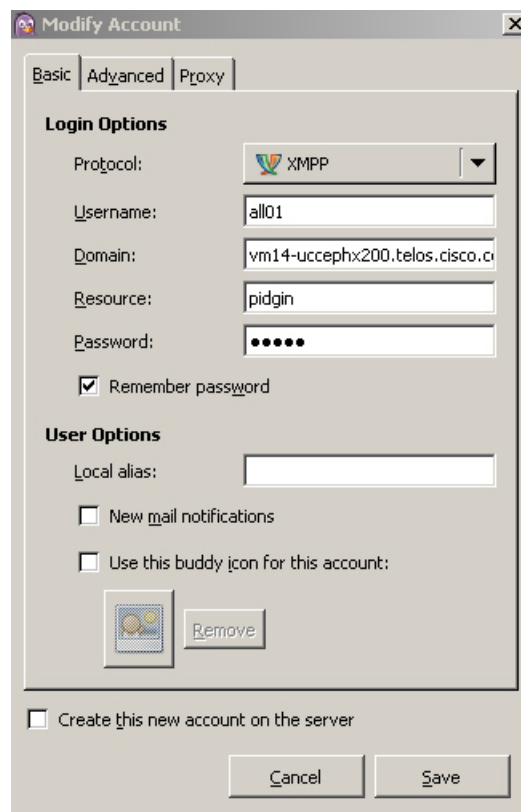 Modify Account
Basic Advanced Proxy
Login Options
Protocol: XMPP
Username: all01
Domain: vm14-uccephx200.telos.cisco.c
Resource: pidgin
Password: •••••
Remember password
User Options
Local alias:
New mail notifications
Use this buddy icon for this account:
Remove
Create this new account on the server
Cancel Save